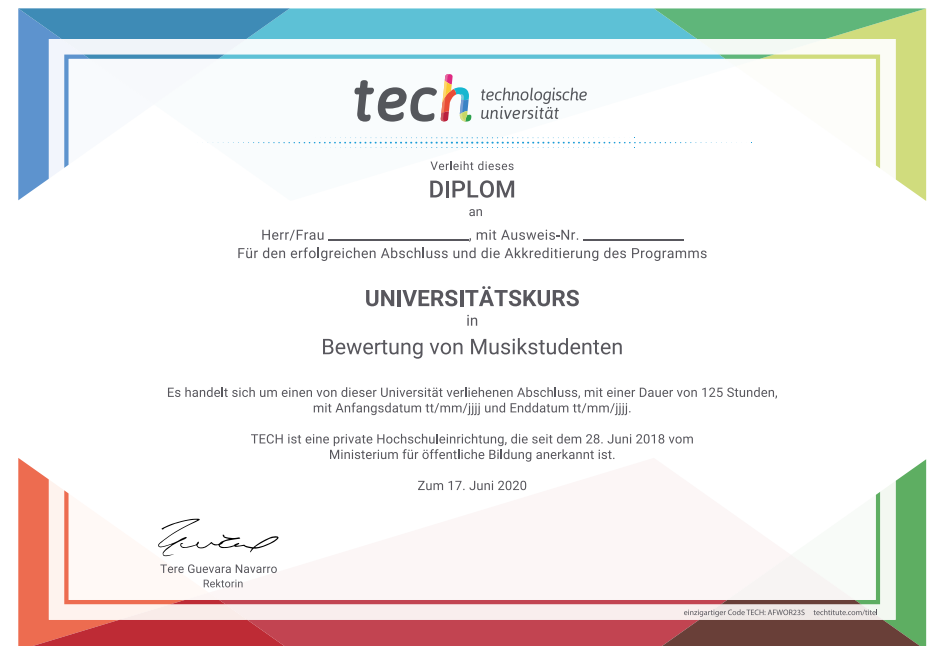 tech technologische
universität
Verleiht dieses
DIPLOM
an
Herr/Frau ____________, mit Ausweis-Nr. ____________
Für den erfolgreichen Abschluss und die Akkreditierung des Programms
UNIVERSITÄTSKURS
in
Bewertung von Musikstudenten
Es handelt sich um einen von dieser Universität verliehenen Abschluss, mit einer Dauer von 125 Stunden,
mit Anfangsdatum tt/mm/jjjj und Enddatum tt/mm/jjjj.
TECH ist eine private Hochschuleinrichtung, die seit dem 28. Juni 2018 vom
Ministerium für öffentliche Bildung anerkannt ist.
Zum 17. Juni 2020
Tere Guevara Navarro
Rektorin
einzigartiger Code TECH: AFWOR23S techtitute.com/titel